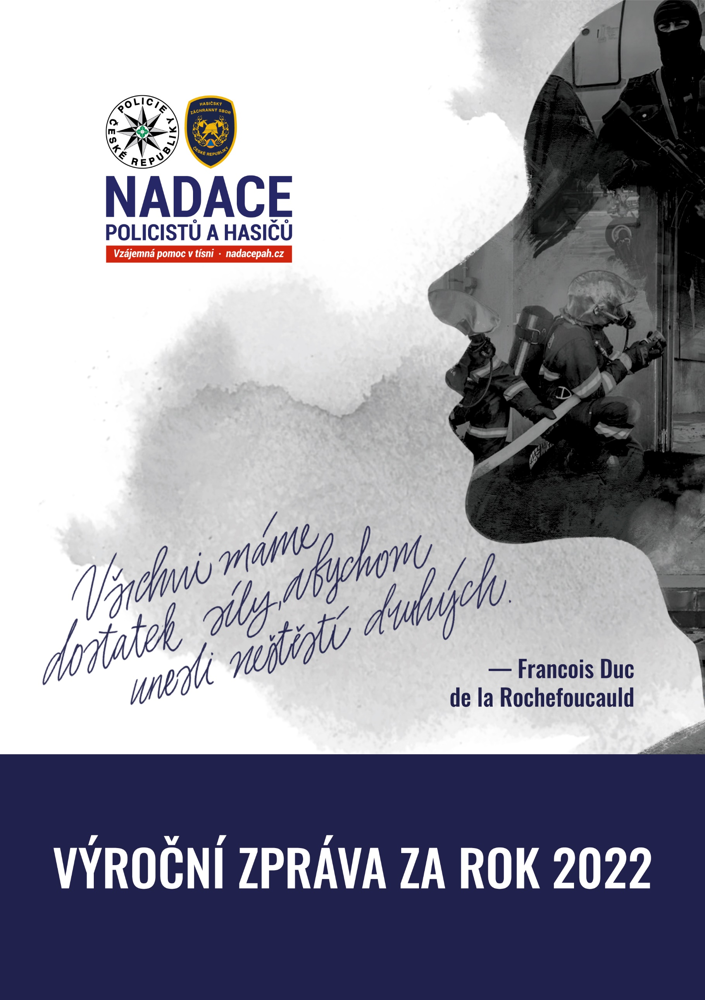 POLICIE ČESKÉ REPUBLIKY
HASIČSKÝ
ZÁCHRANNÝ SBOR
ČESKÉ REPUBLIKY
NADACE
POLICISTŮ A HASIČŮ
Vzájemná pomoc v tísni · nadacepah.cz
Všichni máme
dostatek síly, abychom
unesli neštěstí druhých.
— Francois Duc
de la Rochefoucauld
VÝROČNÍ ZPRÁVA ZA ROK 2022